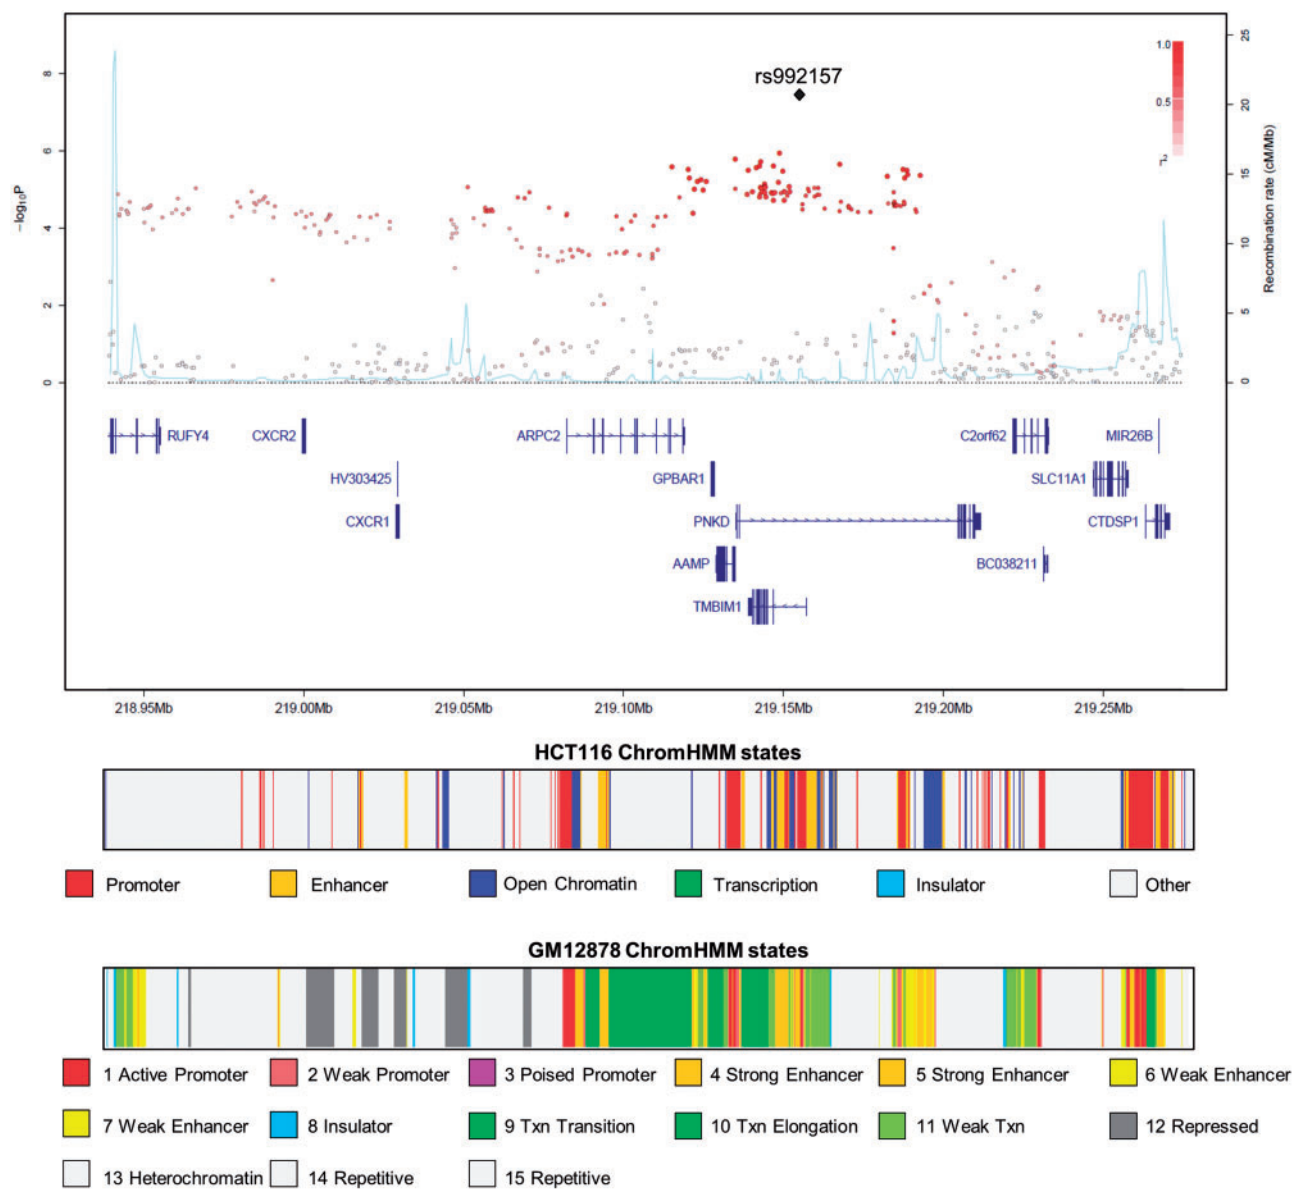 rs992157
1.0
0.5
r2
8
6
4
2
0
-log10P
25
20
15
10
5
0
Recombination rate (cM/Mb)
RUFY4
CXCR2
ARPC2
C2orf62
MIR26B
HV303425
GPBAR1
SLC11A1
CXCR1
PNKD
CTDSP1
AAMP
BC038211
TMBIM1
218.95Mb 219.00Mb 219.05Mb 219.10Mb 219.15Mb 219.20Mb 219.25Mb
HCT116 ChromHMM states
Promoter Enhancer Open Chromatin Transcription Insulator Other
GM12878 ChromHMM states
1 Active Promoter 2 Weak Promoter 3 Poised Promoter 4 Strong Enhancer 5 Strong Enhancer 6 Weak Enhancer
7 Weak Enhancer 8 Insulator 9 Txn Transition 10 Txn Elongation 11 Weak Txn 12 Repressed
13 Heterochromatin 14 Repetitive 15 Repetitive